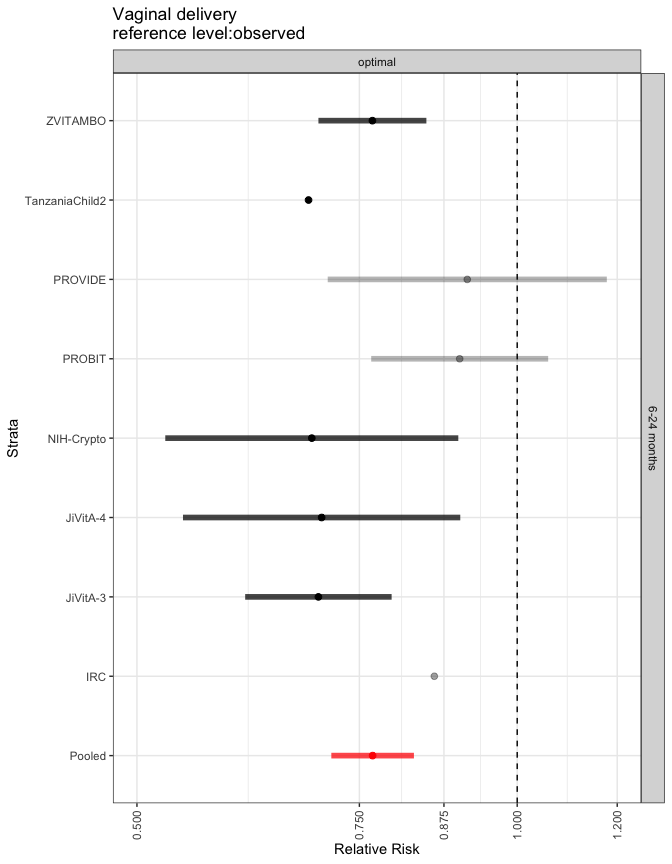 Vaginal delivery
reference level:observed
optimal
ZVITAMBO
TanzaniaChild2
PROVIDE
PROBIT
NIH-Crypto
JiVitA-4
JiVitA-3
IRC
Pooled
Strata
6-24 months
0.500
0.750
0.875
1.000
1.200
Relative Risk